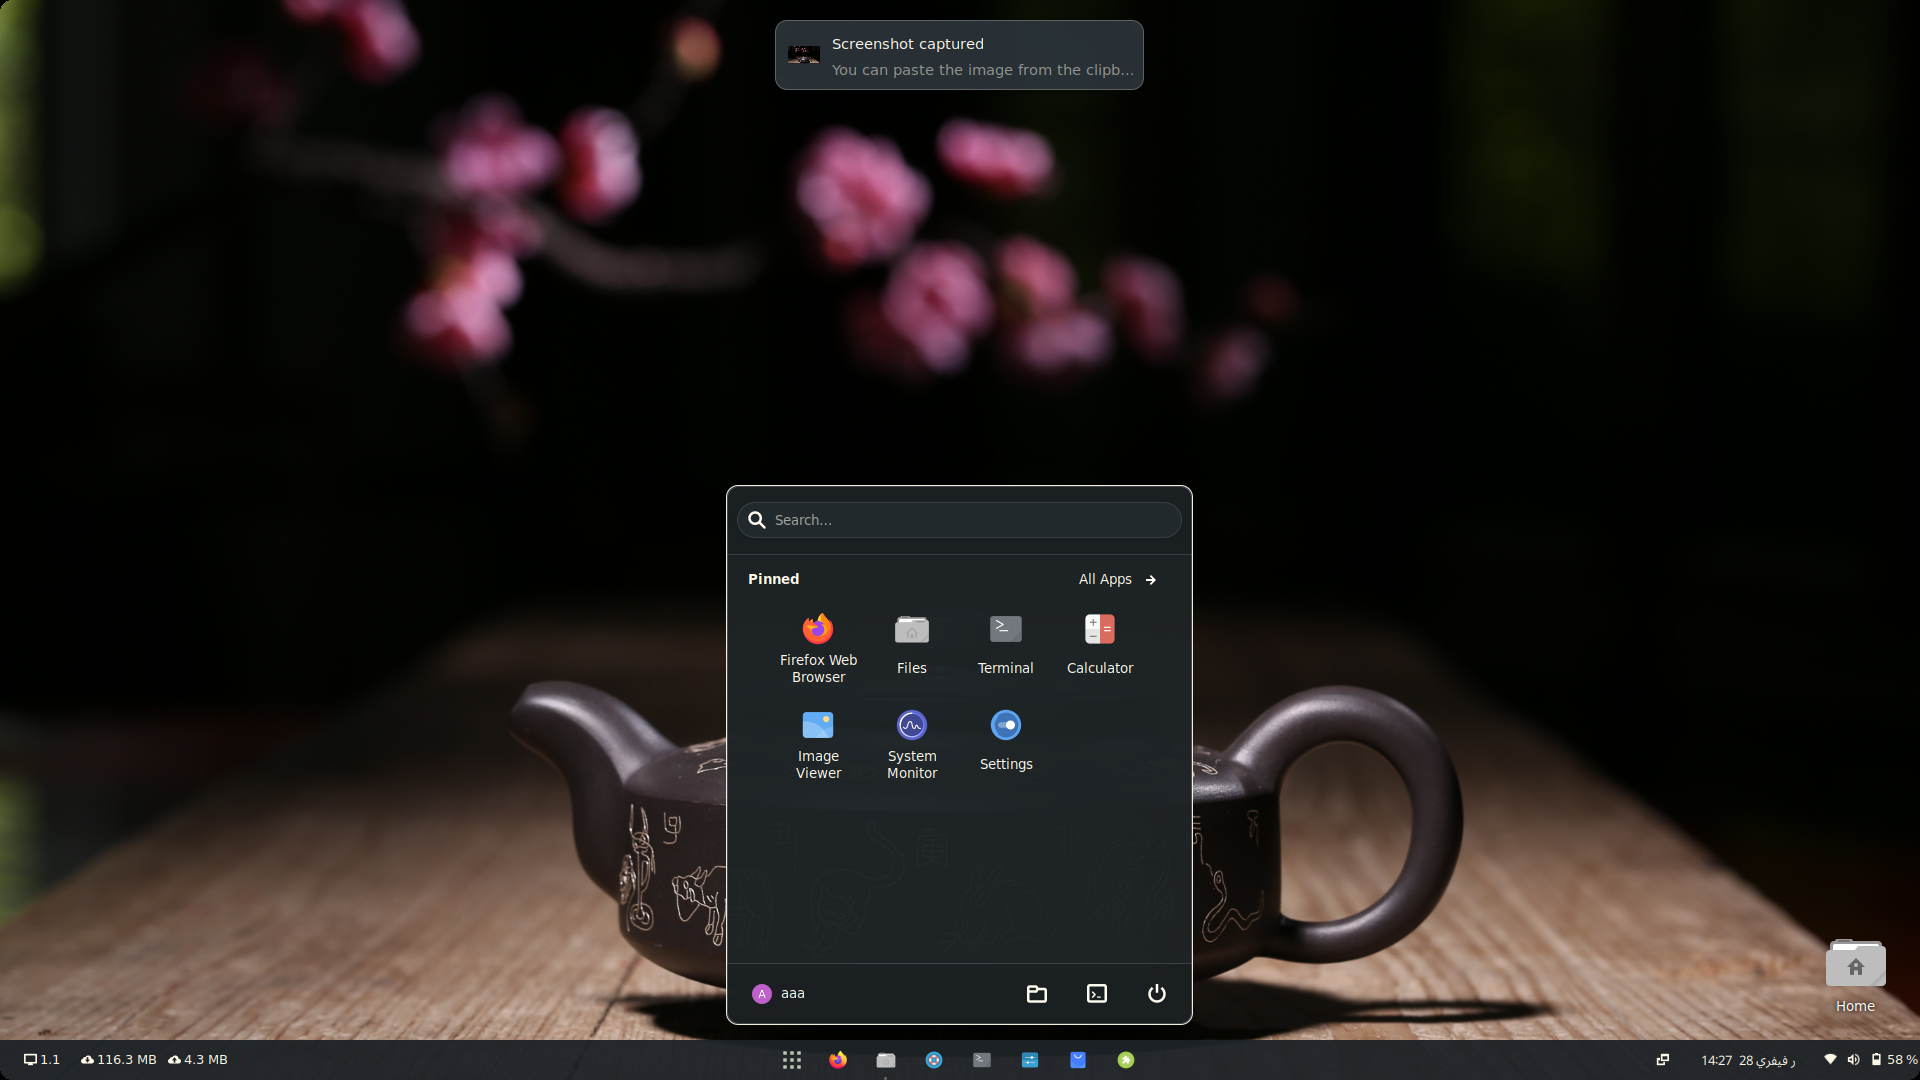 Screenshot captured
You can paste the image from the clipb...
Search...
Pinned
All Apps
Firefox Web Browser
Files
Terminal
Calculator
Image Viewer
System Monitor
Settings
A
aaa
Home
1.1
116.3 MB
4.3 MB
14:27 28 فيفري
58 %